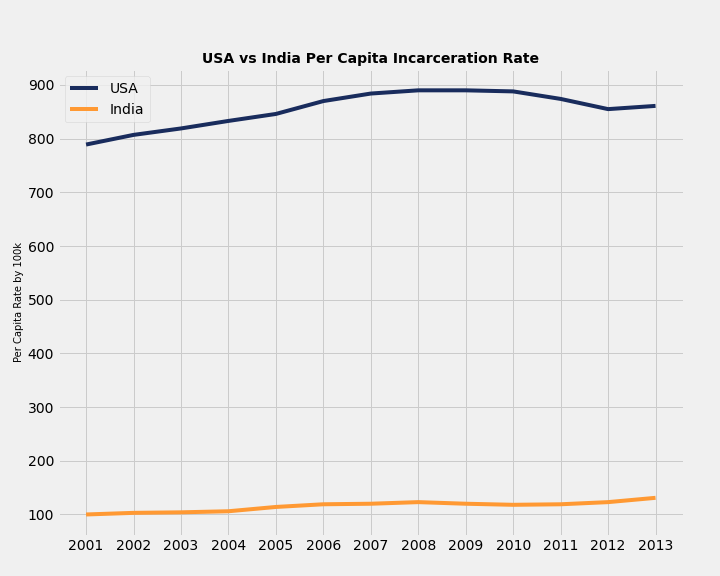 USA vs India Per Capita Incarceration Rate
USA
India
Per Capita Rate by 100k
900
800
700
600
500
400
300
200
100
2001 2002 2003 2004 2005 2006 2007 2008 2009 2010 2011 2012 2013